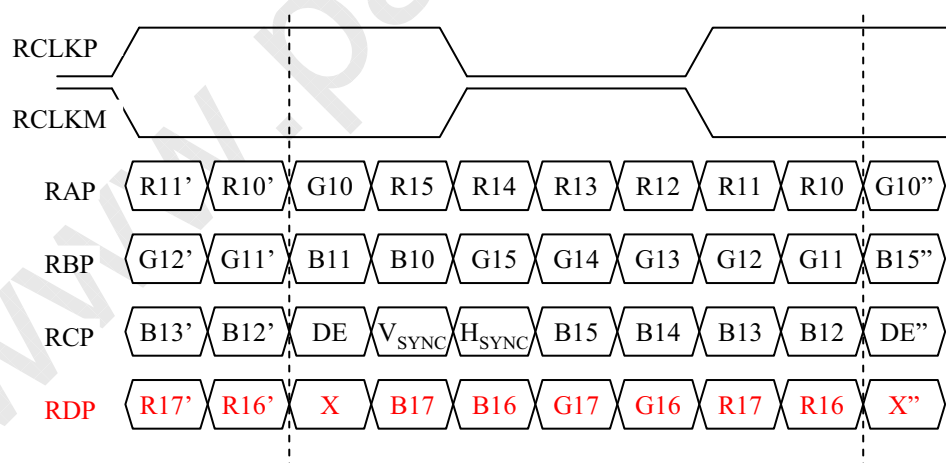 RCLKP
RCLKM
RAP R11’ R10’ G10 R15 R14 R13 R12 R11 R10 G10”
RBP G12’ G11’ B11 B10 G15 G14 G13 G12 G11 B15”
RCP B13’ B12’ DE VSYNC HSYNC B15 B14 B13 B12 DE”
RDP R17’ R16’ X B17 B16 G17 G16 R17 R16 X”
www.pa